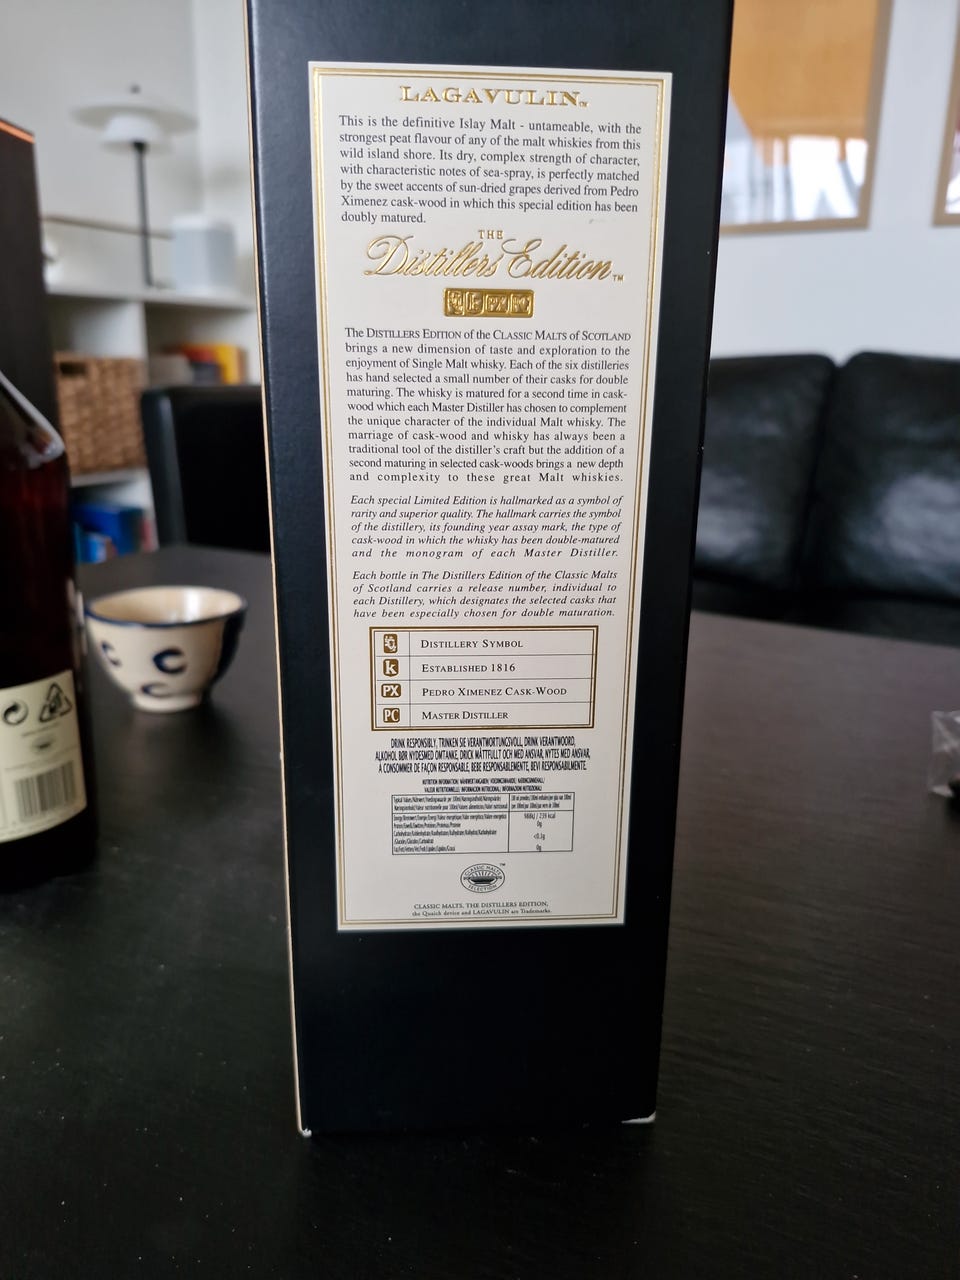 LAGAVULIN™
This is the definitive Islay Malt - untameable, with the
strongest peat flavour of any of the malt whiskies from this
wild island shore. Its dry, complex strength of character,
with characteristic notes of sea-spray, is perfectly matched
by the sweet accents of sun-dried grapes derived from Pedro
Ximenez cask-wood in which this special edition has been
doubly matured.
THE
Distillers Edition™
PX
The DISTILLERS EDITION of the CLASSIC MALTS of SCOTLAND
brings a new dimension of taste and exploration to the
enjoyment of Single Malt whisky. Each of the six distilleries
has hand selected a small number of their casks for double
maturing. The whisky is matured for a second time in cask-
wood which each Master Distiller has chosen to complement
the unique character of the individual Malt whisky. The
marriage of cask-wood and whisky has always been a
traditional tool of the distiller's craft but the addition of a
second maturing in selected cask-woods brings a new depth
and complexity to these great Malt whiskies.
Each special Limited Edition is hallmarked as a symbol of
rarity and superior quality. The hallmark carries the symbol
of the distillery, its founding year assay mark, the type of
cask-wood in which the whisky has been double-matured
and the monogram of each Master Distiller.
Each bottle in The Distillers Edition of the Classic Malts
of Scotland carries a release number, individual to
each Distillery, which designates the selected casks that
have been especially chosen for double maturation.
DISTILLERY SYMBOL
k ESTABLISHED 1816
PX PEDRO XIMENEZ CASK-WOOD
PC MASTER DISTILLER
DRINK RESPONSIBLY, TRINKEN SIE VERANTWORTUNGSVOLL, DRINK VERANTWOORD,
ALKOHOL BØR NYDES MED OMTANKE, DRICK MÅTTFULLT OCH MED ANSVAR, NYTES MED ANSVAR,
À CONSOMMER DE FAÇON RESPONSABLE, BEBE RESPONSABLEMENTE, BEVI RESPONSABILMENTE.
988kJ / 239 kcal
0g
<0.1g
0g
CLASSIC MALTS
SELECTION
™
CLASSIC MALTS, THE DISTILLERS EDITION,
the Quaich device and LAGAVULIN are Trademarks.